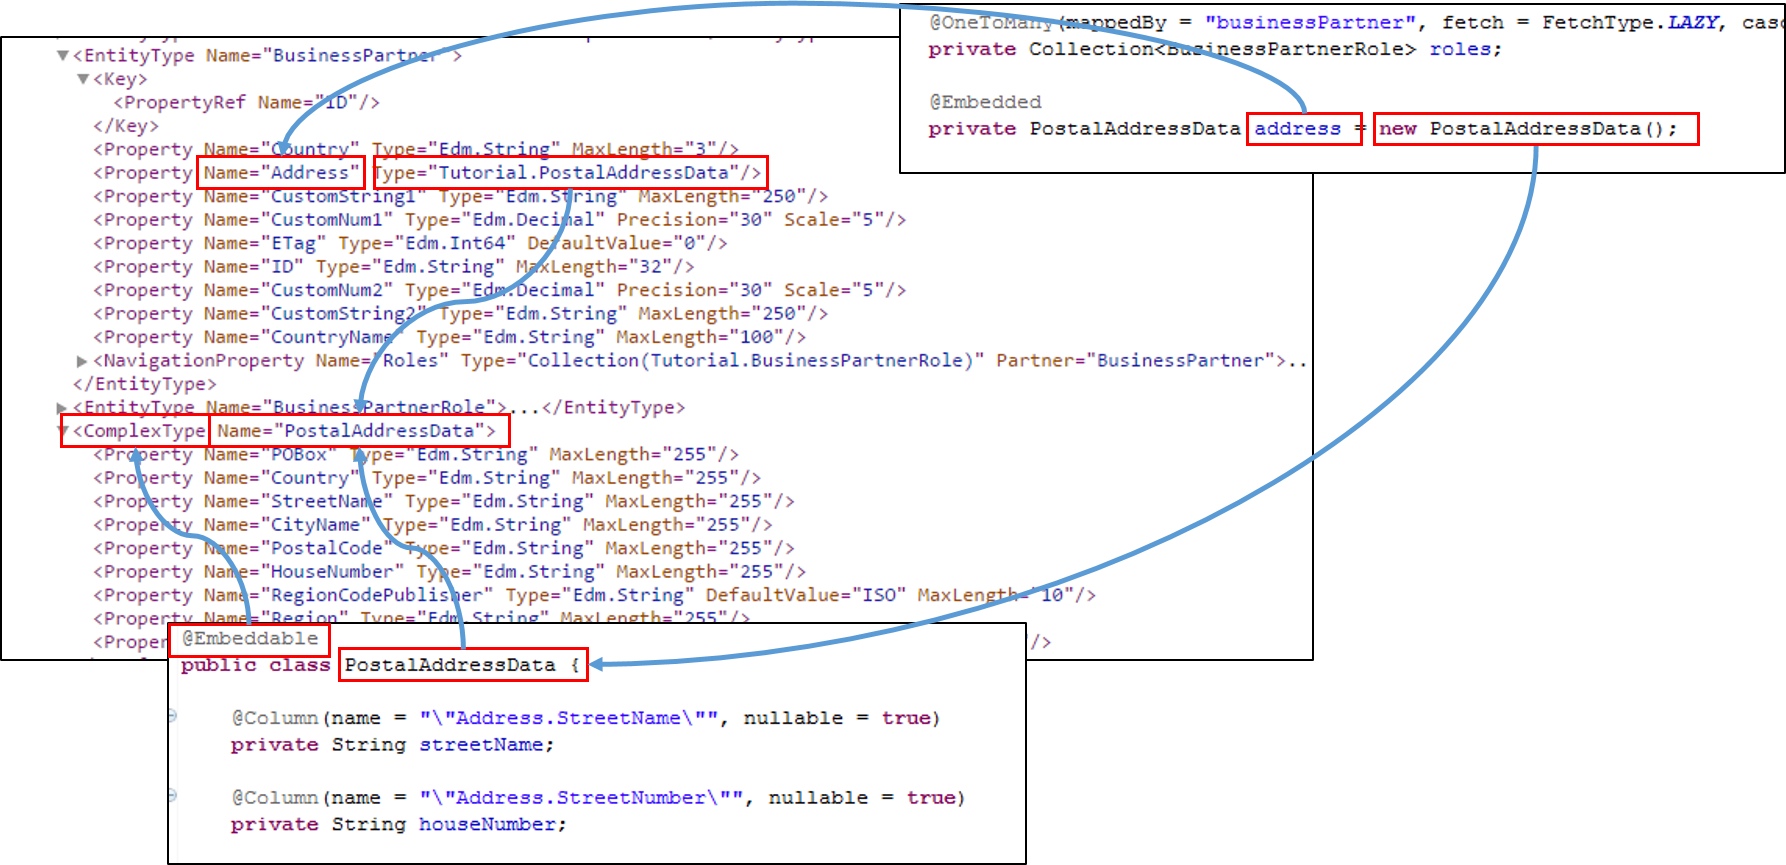 <EntityType Name="BusinessPartner">
<Key>
<PropertyRef Name="ID"/>
</Key>
<Property Name="Country" Type="Edm.String" MaxLength="3"/>
<Property Name="Address" Type="Tutorial.PostalAddressData"/>
<Property Name="CustomString1" Type="Edm.String" MaxLength="250"/>
<Property Name="CustomNum1" Type="Edm.Decimal" Precision="30" Scale="5"/>
<Property Name="ETag" Type="Edm.Int64" DefaultValue="0"/>
<Property Name="ID" Type="Edm.String" MaxLength="32"/>
<Property Name="CustomNum2" Type="Edm.Decimal" Precision="30" Scale="5"/>
<Property Name="CustomString2" Type="Edm.String" MaxLength="250"/>
<Property Name="CountryName" Type="Edm.String" MaxLength="100"/>
<NavigationProperty Name="Roles" Type="Collection(Tutorial.BusinessPartnerRole)" Partner="BusinessPartner">...
</EntityType>
<EntityType Name="BusinessPartnerRole">...</EntityType>
<ComplexType Name="PostalAddressData">
<Property Name="POBox" Type="Edm.String" MaxLength="255"/>
<Property Name="Country" Type="Edm.String" MaxLength="255"/>
<Property Name="StreetName" Type="Edm.String" MaxLength="255"/>
<Property Name="CityName" Type="Edm.String" MaxLength="255"/>
<Property Name="PostalCode" Type="Edm.String" MaxLength="255"/>
<Property Name="HouseNumber" Type="Edm.String" MaxLength="255"/>
<Property Name="RegionCodePublisher" Type="Edm.String" DefaultValue="ISO" MaxLength="10"/>
<Property Name="Region" Type="Edm.String" MaxLength="255"/>
<Proper "/>
@OneToMany(mappedBy = "businessPartner", fetch = FetchType.LAZY, casc
private Collection<BusinessPartnerRole> roles;
@Embedded
private PostalAddressData address = new PostalAddressData();
@Embeddable
public class PostalAddressData {
@Column(name = "\"Address.StreetName\"", nullable = true)
private String streetName;
@Column(name = "\"Address.StreetNumber\"", nullable = true)
private String houseNumber;